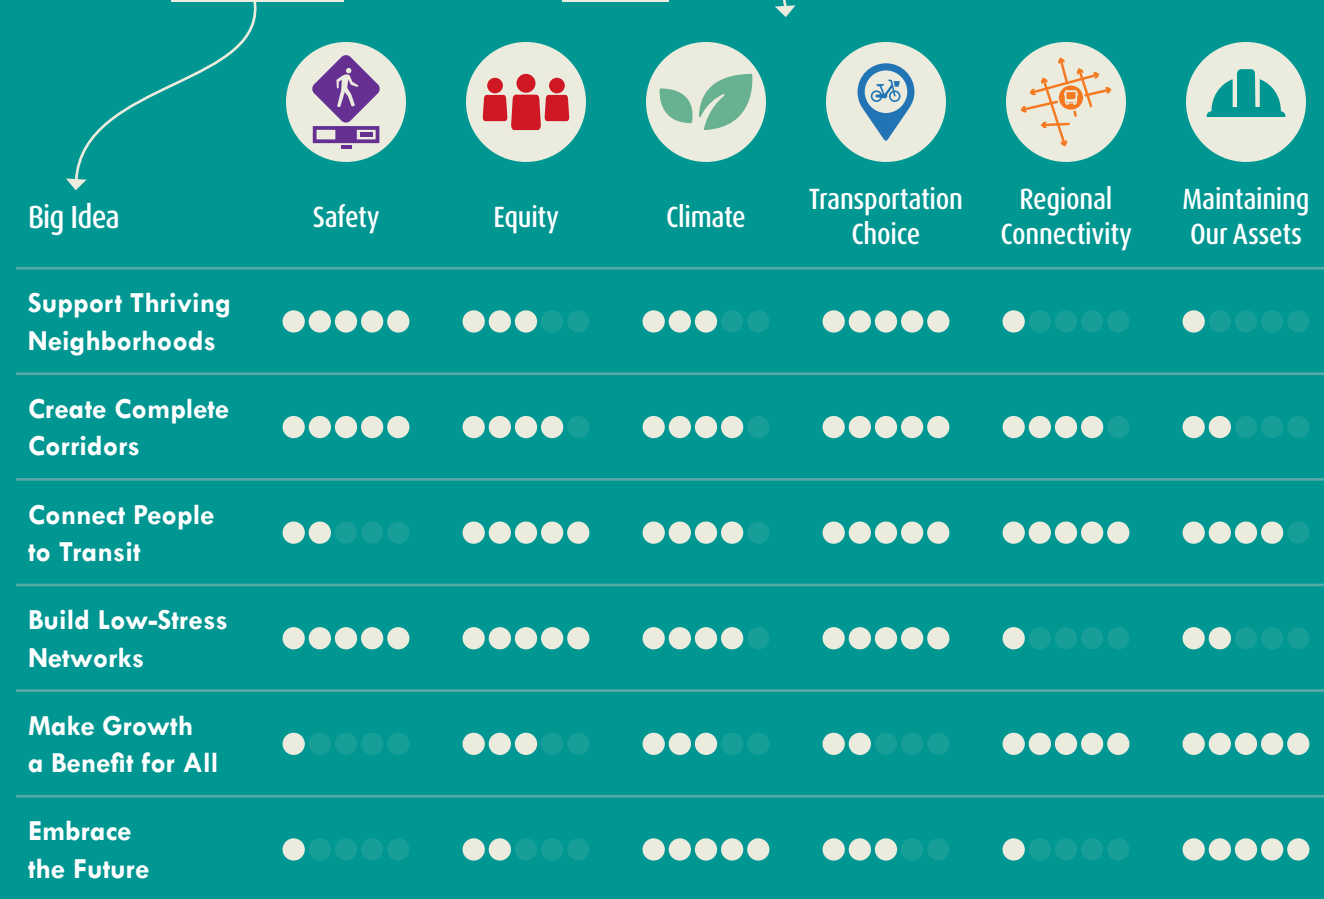 Big Idea
Safety
Equity
Climate
Transportation
Choice
Regional
Connectivity
Maintaining
Our Assets
Support Thriving
Neighborhoods
Create Complete
Corridors
Connect People
to Transit
Build Low-Stress
Networks
Make Growth
a Benefit for All
Embrace
the Future